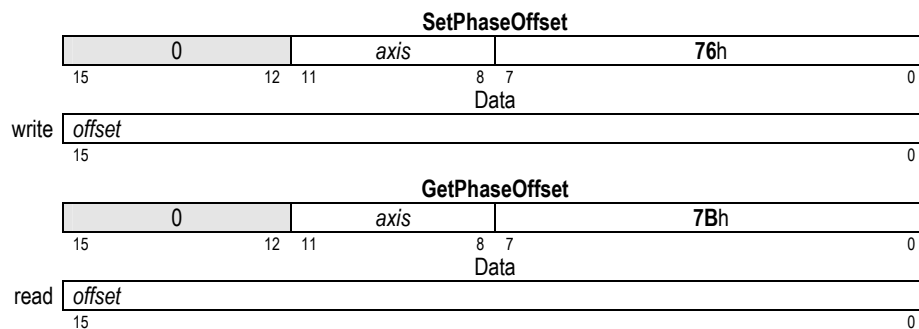 SetPhaseOffset
0 axis 76h
15 12 11 8 7 0
Data
write offset
15 0
GetPhaseOffset
0 axis 7Bh
15 12 11 8 7 0
Data
read offset
15 0